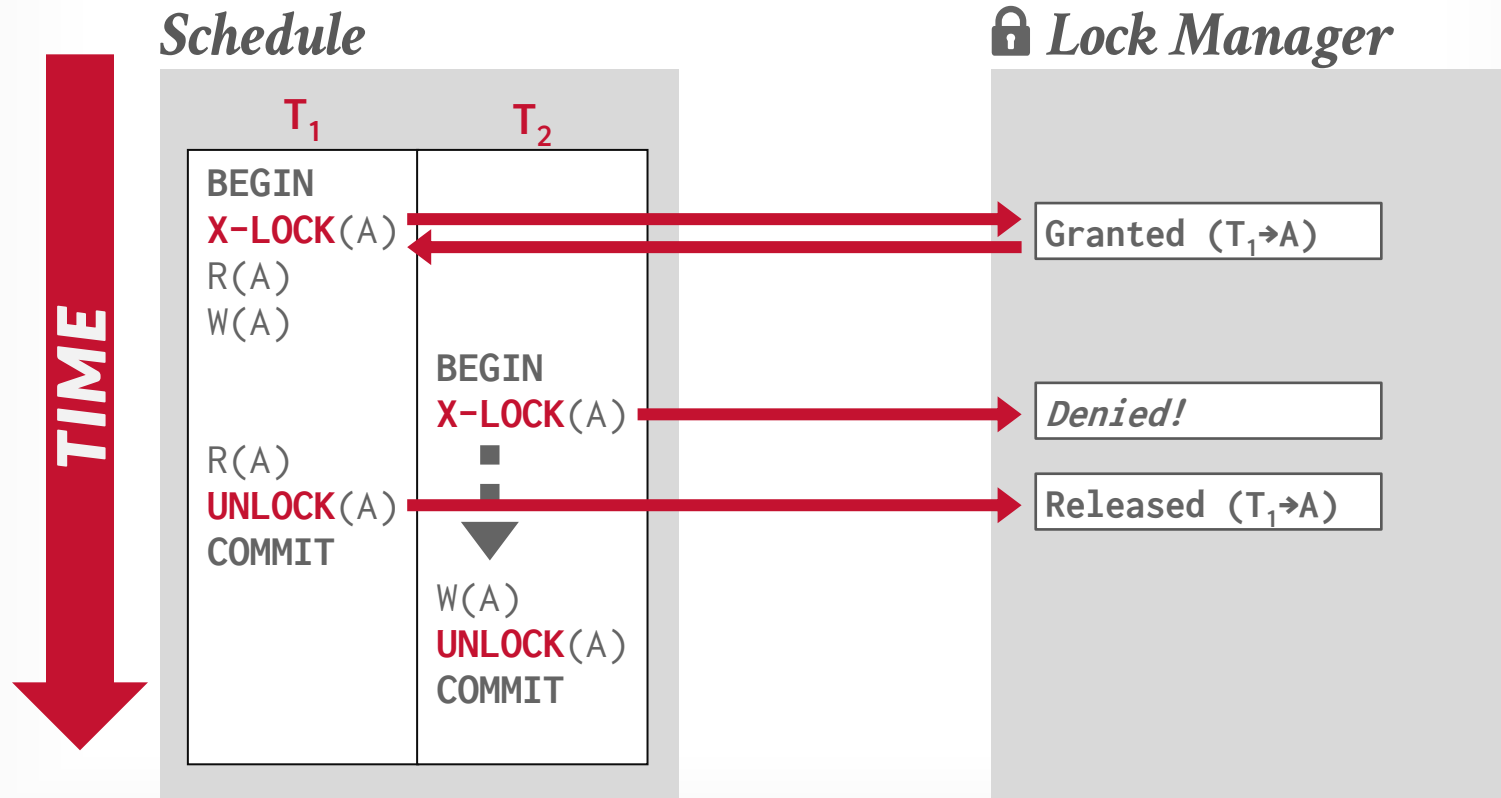 Schedule
Lock Manager
TIME
T1
T2
BEGIN
X-LOCK(A)
R(A)
W(A)
Granted (T1→A)
BEGIN
X-LOCK(A)
Denied!
R(A)
UNLOCK(A)
COMMIT
Released (T1→A)
W(A)
UNLOCK(A)
COMMIT